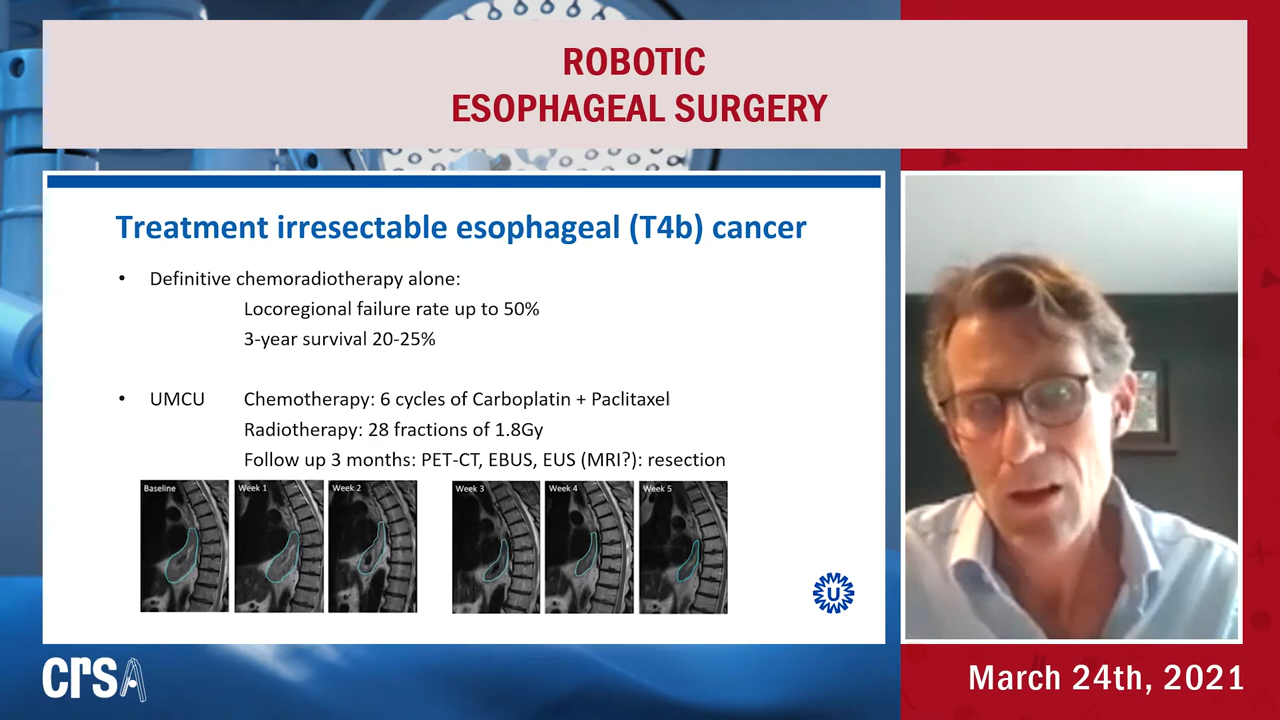 ROBOTIC
ESOPHAGEAL SURGERY
Treatment irresectable esophageal (T4b) cancer
• Definitive chemoradiotherapy alone:
Locoregional failure rate up to 50%
3-year survival 20-25%
• UMCU Chemotherapy: 6 cycles of Carboplatin + Paclitaxel
Radiotherapy: 28 fractions of 1.8Gy
Follow up 3 months: PET-CT, EBUS, EUS (MRI?): resection
Baseline Week 1 Week 2 Week 3 Week 4 Week 5
U
crsA
March 24th, 2021